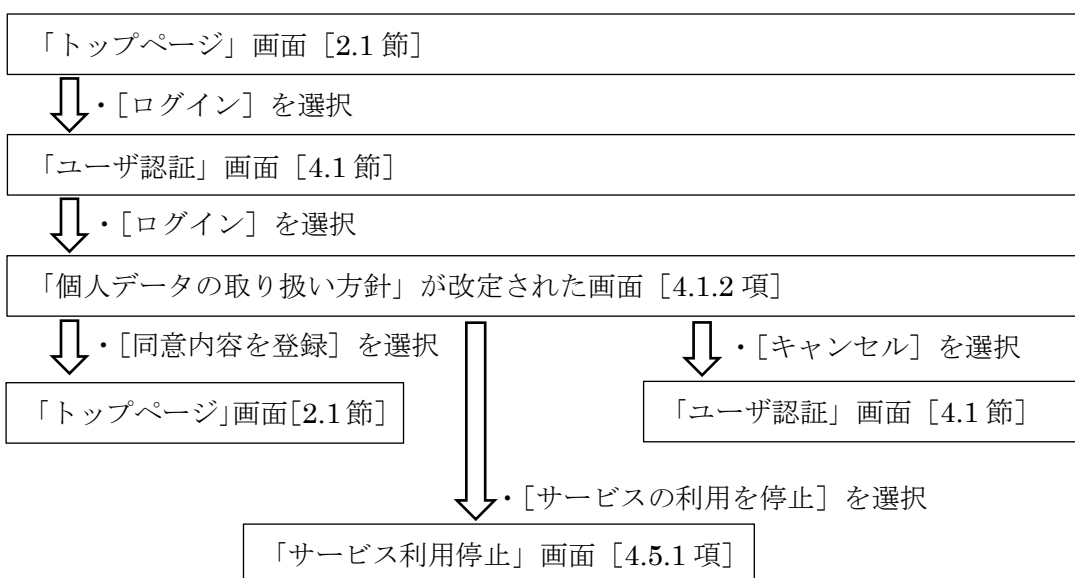 「トップページ」画面［2.1 節］
・［ログイン］を選択
「ユーザ認証」画面［4.1 節］
・［ログイン］を選択
「個人データの取り扱い方針」が改定された画面［4.1.2 項］
・［同意内容を登録］を選択
・［キャンセル］を選択
「トップページ」画面［2.1 節］
「ユーザ認証」画面［4.1 節］
・［サービスの利用を停止］を選択
「サービス利用停止」画面［4.5.1 項］